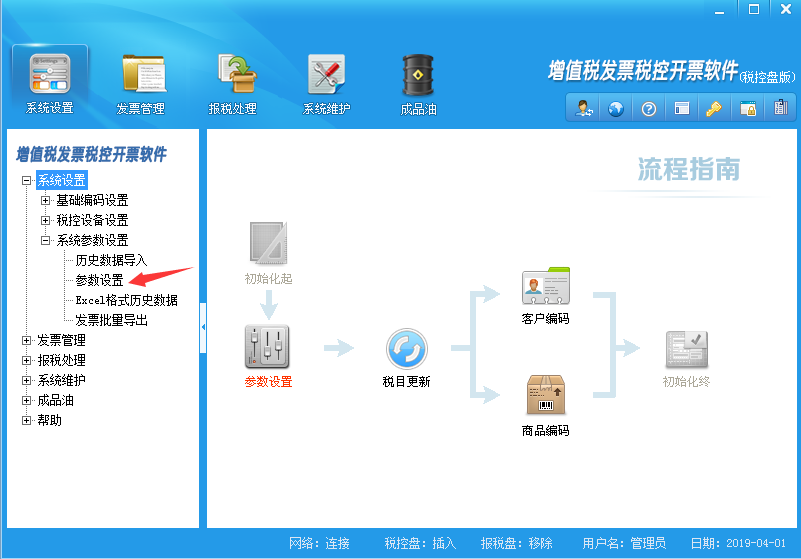 系统设置
发票管理
报税处理
系统维护
成品油
增值税发票税控开票软件(税控盘版)
增值税发票税控开票软件
系统设置
基础编码设置
税控设备设置
系统参数设置
历史数据导入
参数设置
Excel格式历史数据
发票批量导出
发票管理
报税处理
系统维护
成品油
帮助
流程指南
初始化起
参数设置
税目更新
客户编码
商品编码
初始化终
网络：连接
税控盘：插入
报税盘：移除
用户名：管理员
日期：2019-04-01